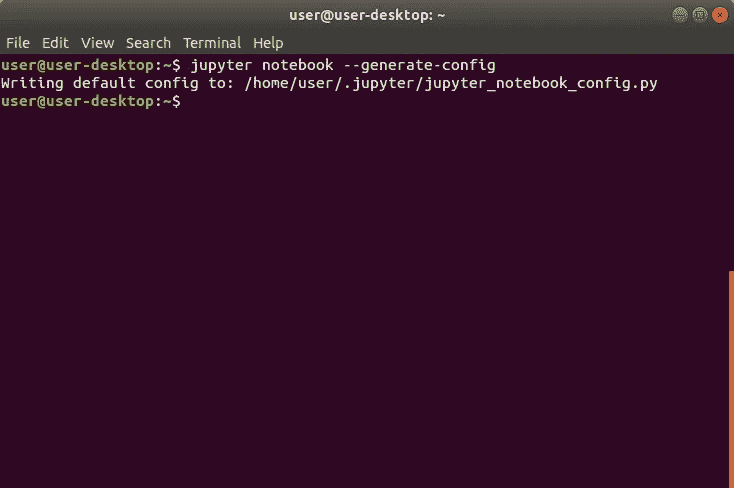 user@user-desktop: ~
File Edit View Search Terminal Help
user@user-desktop:~$ jupyter notebook --generate-config
Writing default config to: /home/user/.jupyter/jupyter_notebook_config.py
user@user-desktop:~$